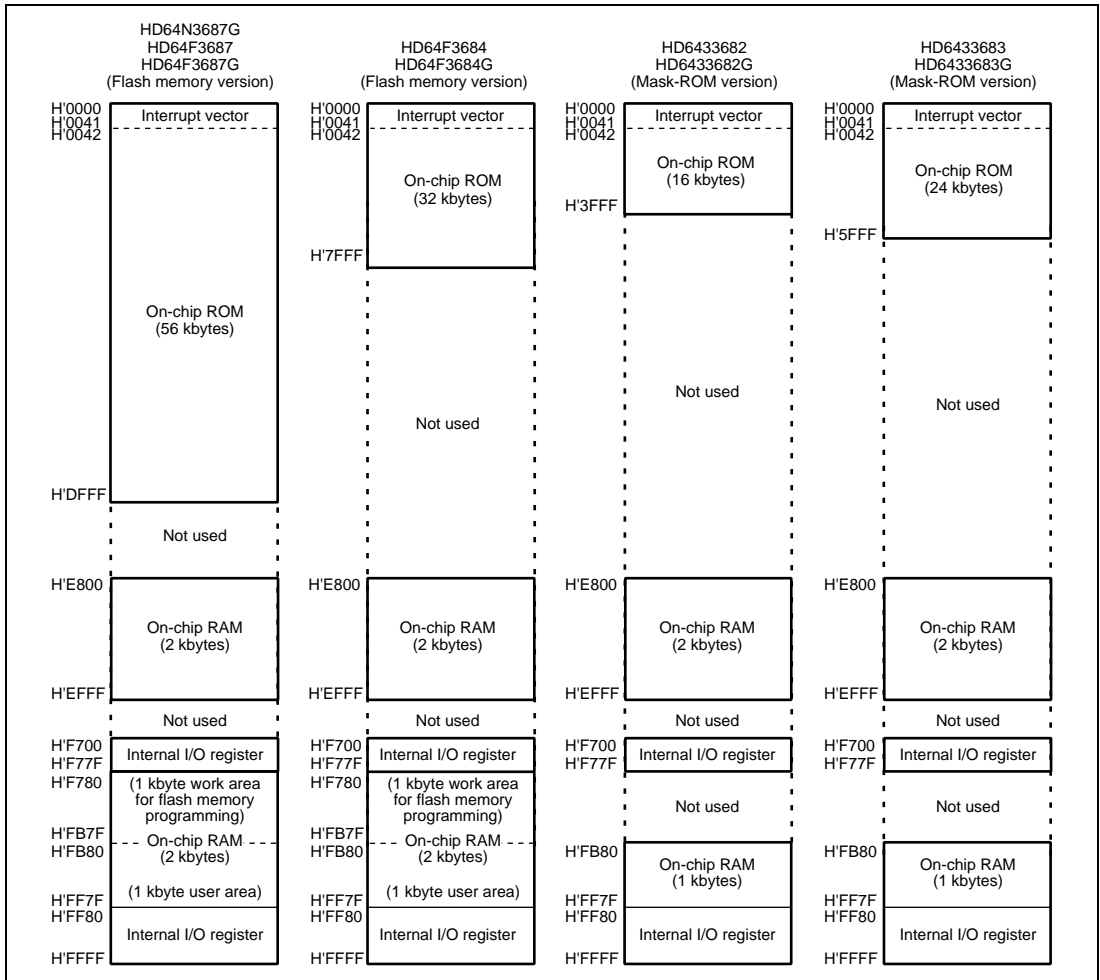 HD64N3687G
HD64F3687
HD64F3687G
(Flash memory version)
H'0000
H'0041
H'0042
Interrupt vector
On-chip ROM
(56 kbytes)
H'DFFF
Not used
H'E800
On-chip RAM
(2 kbytes)
H'EFFF
Not used
H'F700
H'F77F
Internal I/O register
H'F780
(1 kbyte work area
for flash memory
programming)
H'FB7F
H'FB80
On-chip RAM
(2 kbytes)
(1 kbyte user area)
H'FF7F
H'FF80
Internal I/O register
H'FFFF
HD64F3684
HD64F3684G
(Flash memory version)
H'0000
H'0041
H'0042
Interrupt vector
On-chip ROM
(32 kbytes)
H'7FFF
Not used
H'E800
On-chip RAM
(2 kbytes)
H'EFFF
Not used
H'F700
H'F77F
Internal I/O register
H'F780
(1 kbyte work area
for flash memory
programming)
H'FB7F
H'FB80
On-chip RAM
(2 kbytes)
(1 kbyte user area)
H'FF7F
H'FF80
Internal I/O register
H'FFFF
HD6433682
HD6433682G
(Mask-ROM version)
H'0000
H'0041
H'0042
Interrupt vector
On-chip ROM
(16 kbytes)
H'3FFF
Not used
H'E800
On-chip RAM
(2 kbytes)
H'EFFF
Not used
H'F700
H'F77F
Internal I/O register
Not used
H'FB80
On-chip RAM
(1 kbytes)
H'FF7F
H'FF80
Internal I/O register
H'FFFF
HD6433683
HD6433683G
(Mask-ROM version)
H'0000
H'0041
H'0042
Interrupt vector
On-chip ROM
(24 kbytes)
H'5FFF
Not used
H'E800
On-chip RAM
(2 kbytes)
H'EFFF
Not used
H'F700
H'F77F
Internal I/O register
Not used
H'FB80
On-chip RAM
(1 kbytes)
H'FF7F
H'FF80
Internal I/O register
H'FFFF